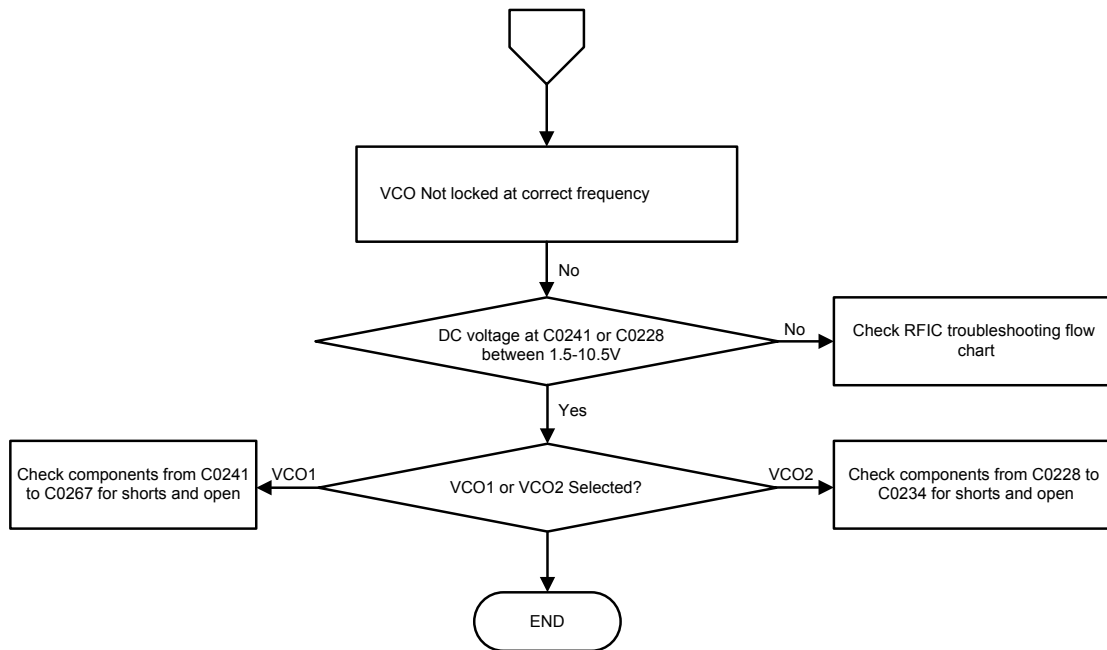 VCO Not locked at correct frequency
No
DC voltage at C0241 or C0228
between 1.5-10.5V
No
Check RFIC troubleshooting flow
chart
Yes
Check components from C0241
to C0267 for shorts and open
VCO1
VCO1 or VCO2 Selected?
VCO2
Check components from C0228 to
C0234 for shorts and open
END